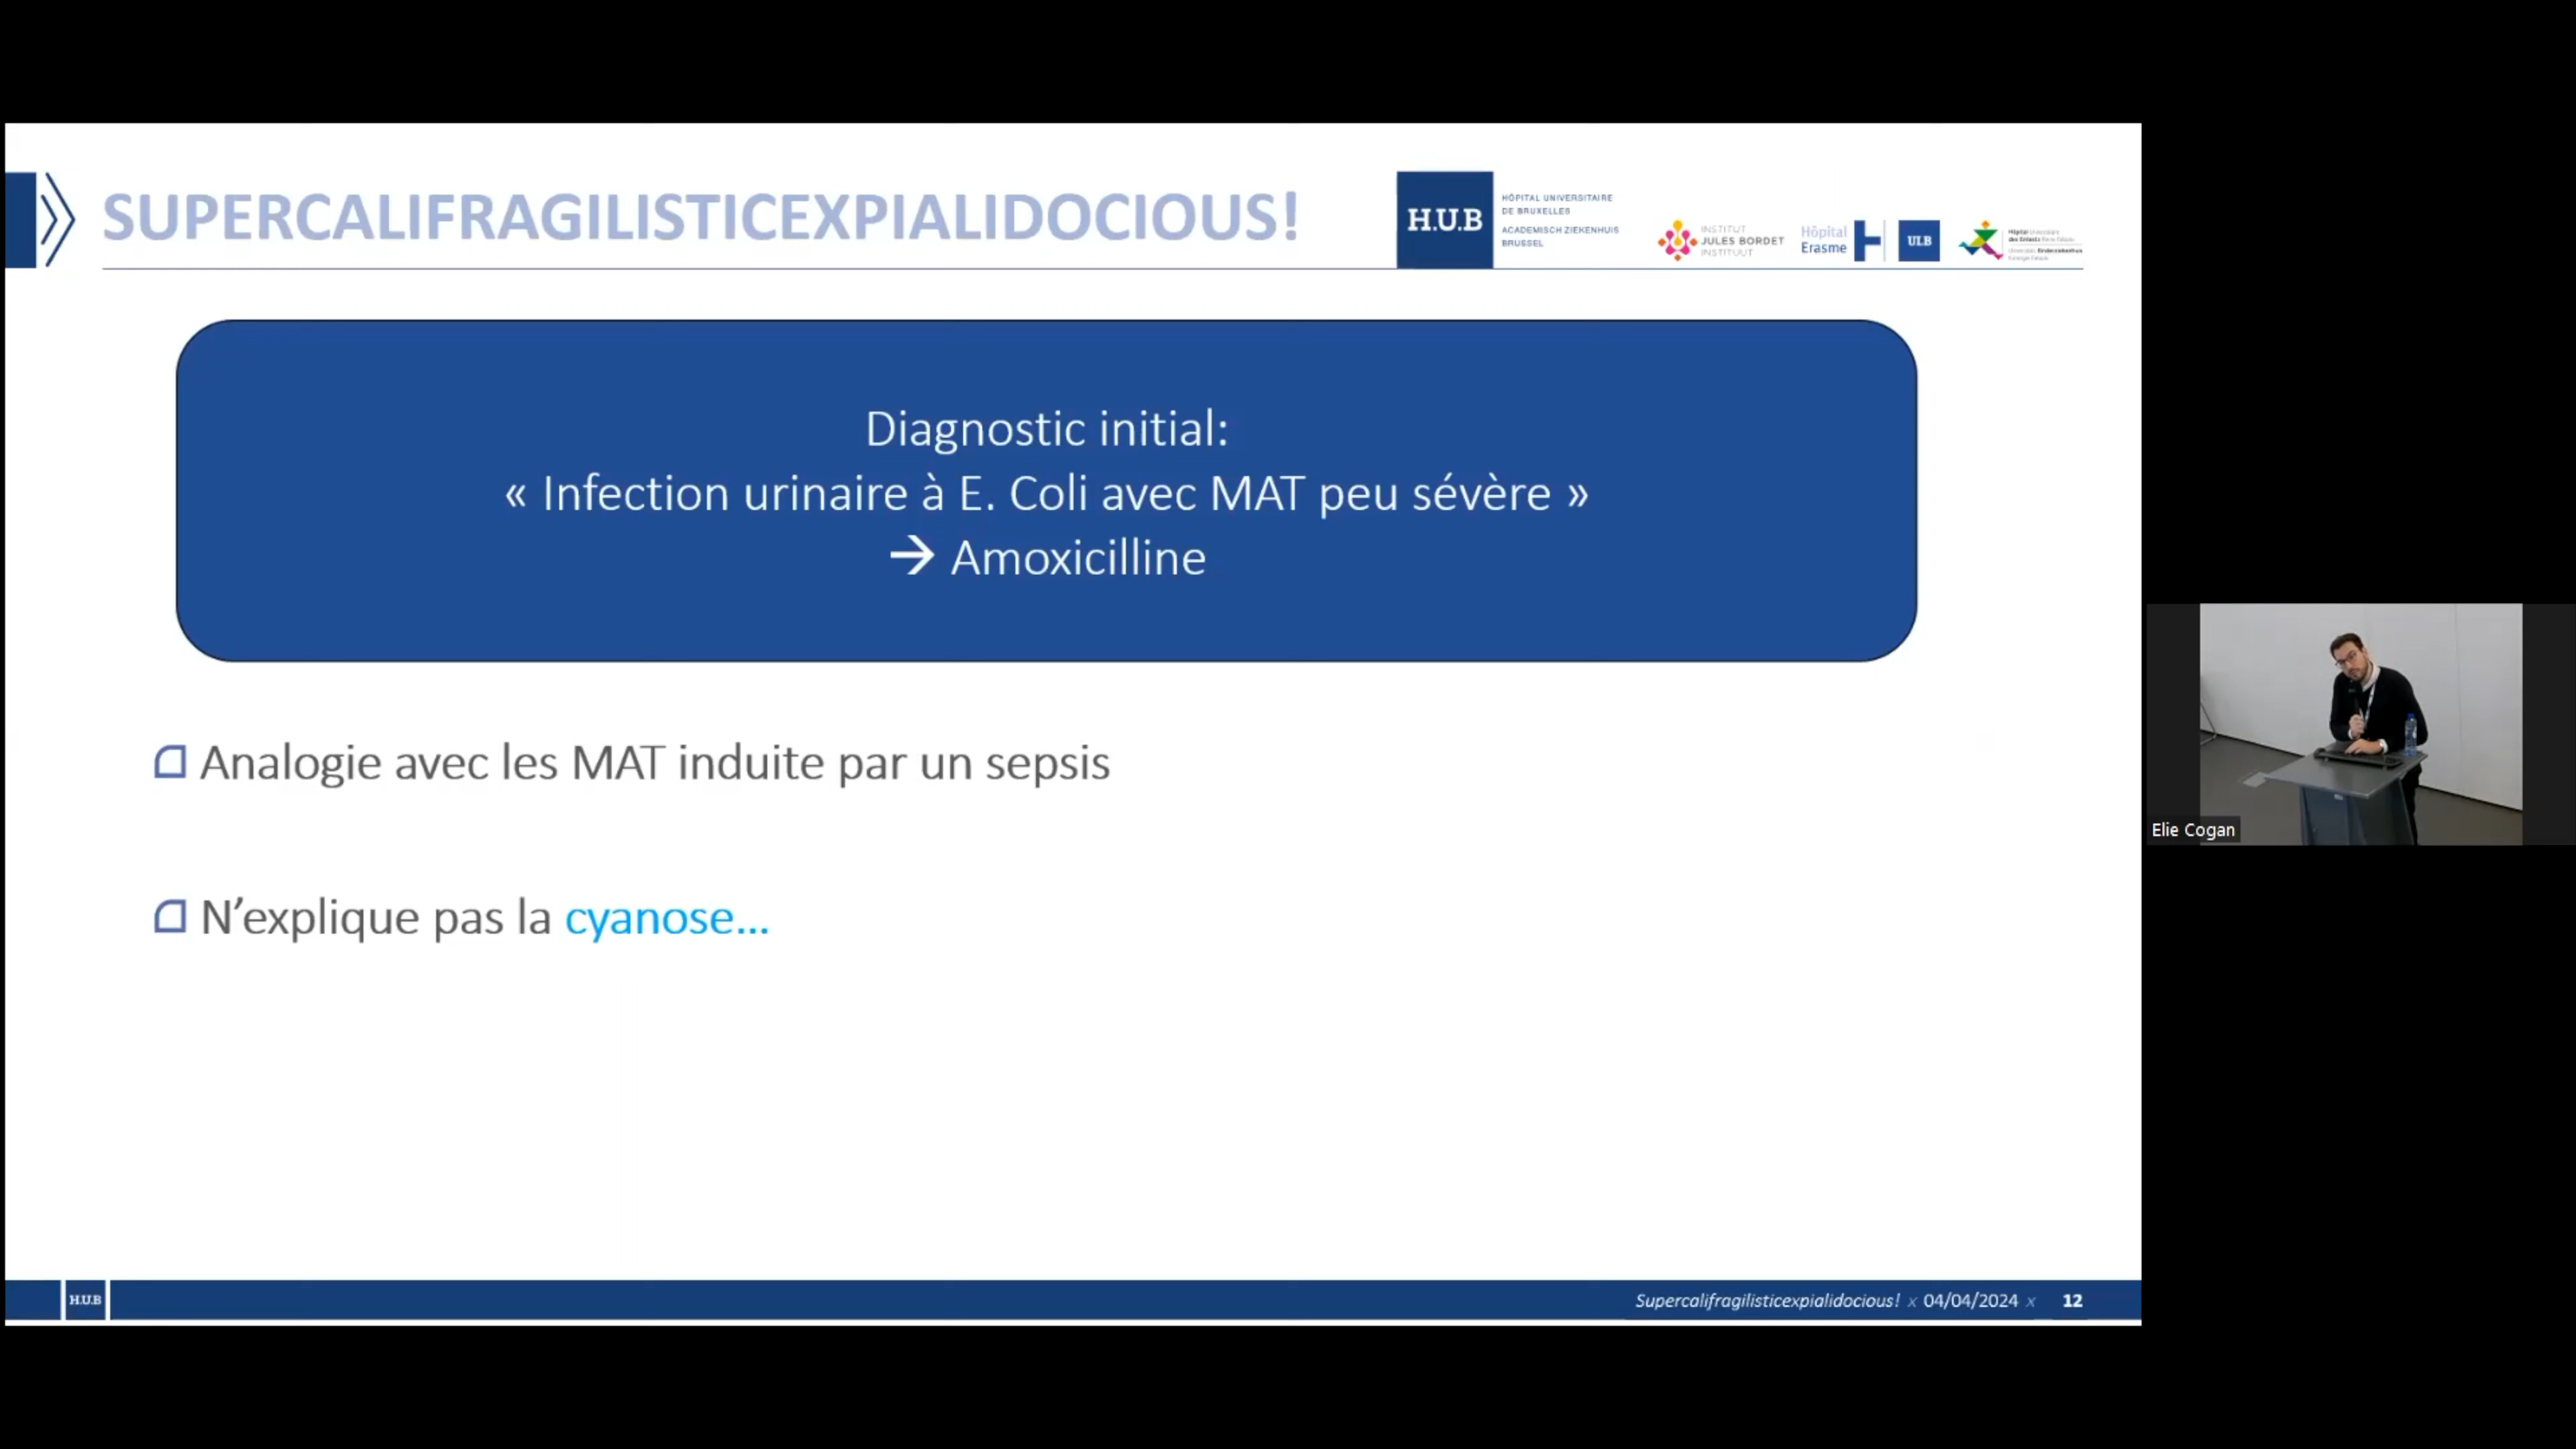 SUPERCALIFRAGILISTICEXPIALIDOCIOUS!
H.U.B
HÔPITAL UNIVERSITAIRE
DE BRUXELLES
ACADEMISCH ZIEKENHUIS
BRUSSEL
INSTITUT
JULES BORDET
INSTITUUT
Hôpital
Erasme
ULB
Diagnostic initial:
« Infection urinaire à E. Coli avec MAT peu sévère »
→ Amoxicilline
Analogie avec les MAT induite par un sepsis
N’explique pas la cyanose...
Elie Cogan
H.U.B
Supercalifragilisticexpialidocious! x 04/04/2024 x 12